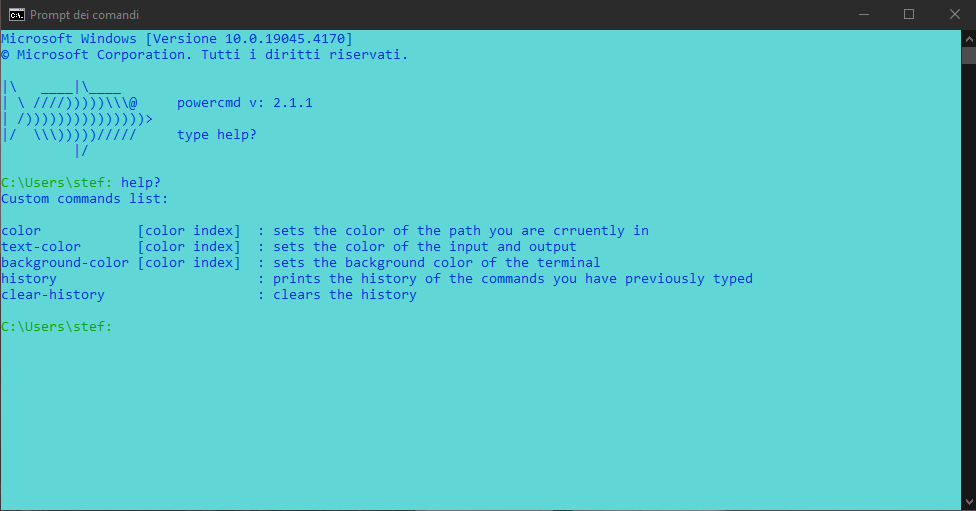 Prompt dei comandi
Microsoft Windows [Versione 10.0.19045.4170]
© Microsoft Corporation. Tutti i diritti riservati.
|\   ____|\____
| \ ////)))))\\\@     powercmd v: 2.1.1
| /)))))))))))))))>
|/  \\\)))))/////     type help?
         |/
C:\Users\stef: help?
Custom commands list:
color            [color index]  : sets the color of the path you are crruently in
text-color       [color index]  : sets the color of the input and output
background-color [color index]  : sets the background color of the terminal
history                         : prints the history of the commands you have previously typed
clear-history                   : clears the history
C:\Users\stef: